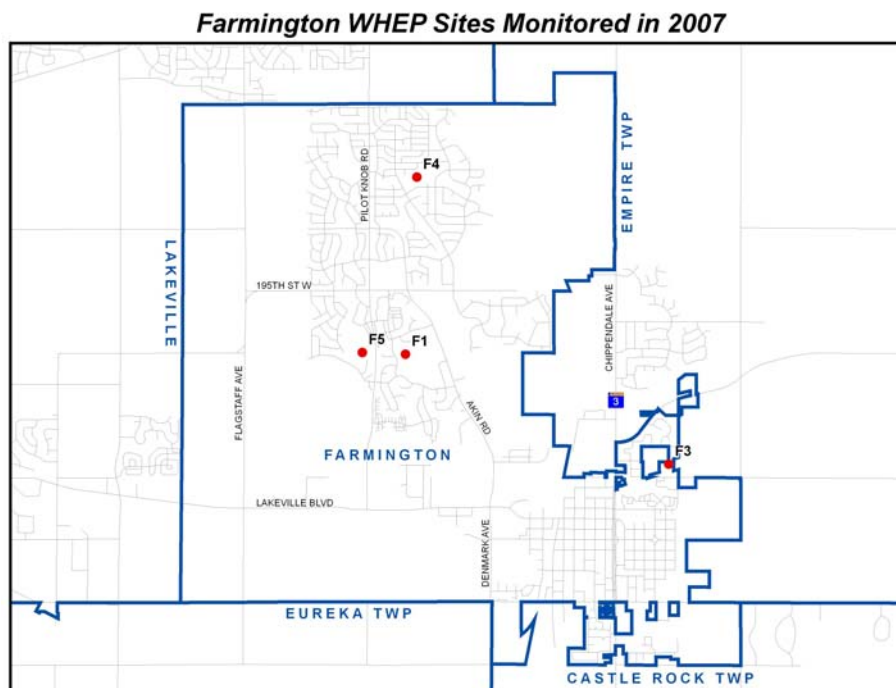 Farmington WHEP Sites Monitored in 2007
EMPIRE TWP
PILOT KNOB RD
F4
LAKEVILLE
195TH ST W
CHIPPENDALE AVE
F5
F1
FLAGSTAFF AVE
3
AKIN RD
FARMINGTON
F3
LAKEVILLE BLVD
DENMARK AVE
EUREKA TWP
CASTLE ROCK TWP